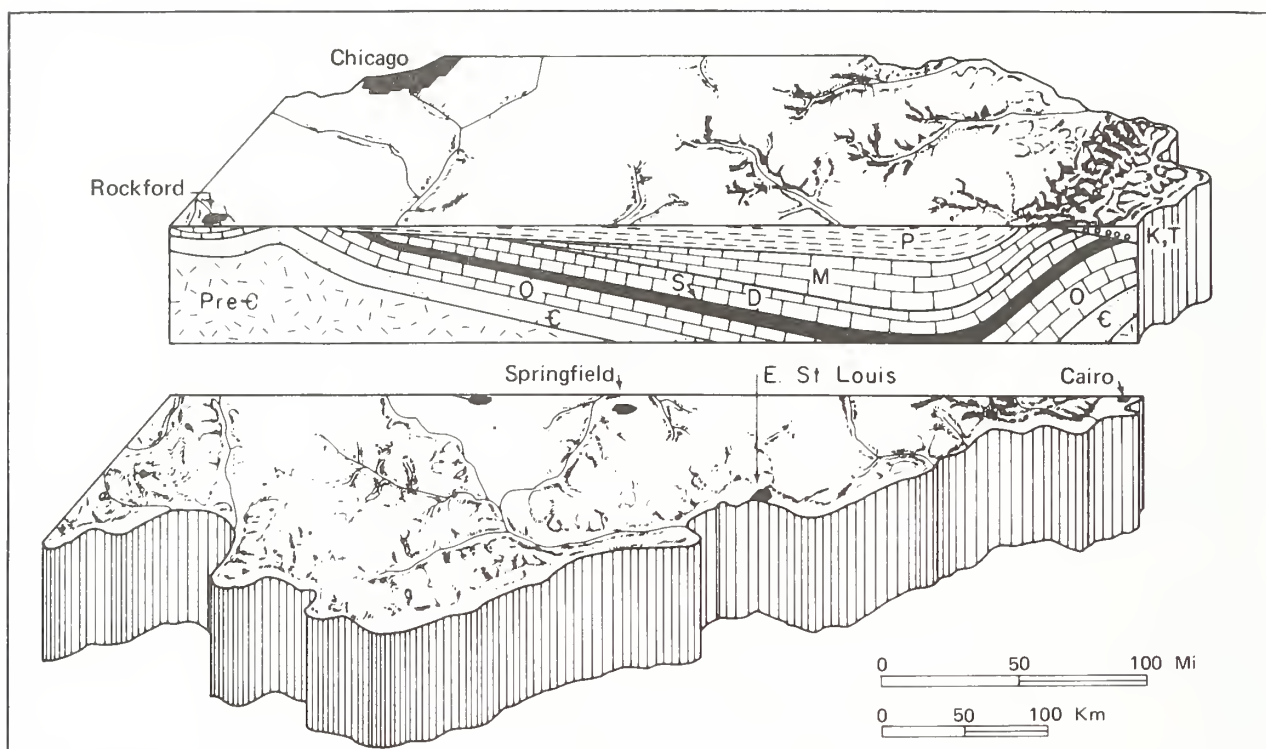 Chicago
Rockford
P
K,T
M
S
D
O
O
Pre-Є
Є
Є
Springfield
E. St Louis
Cairo
0 50 100 Mi
0 50 100 Km